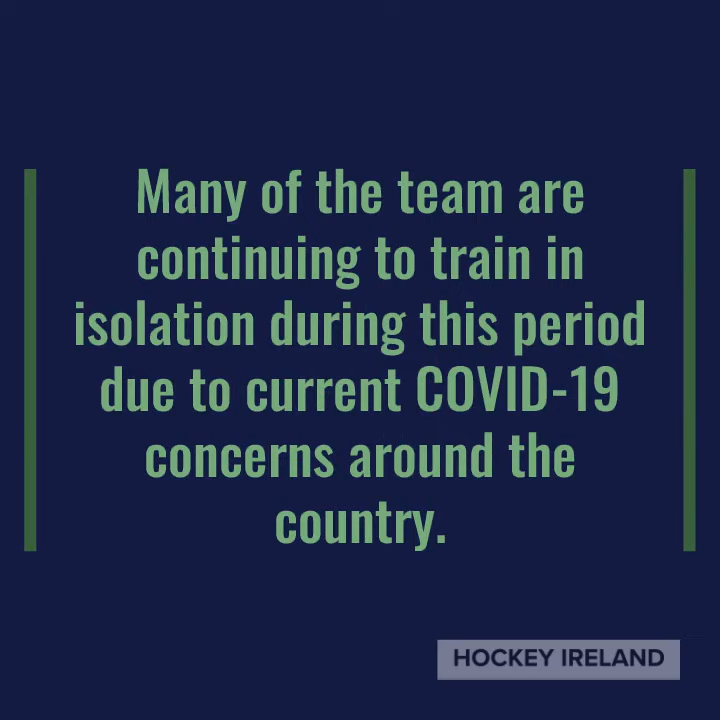 Many of the team are
continuing to train in
isolation during this period
due to current COVID-19
concerns around the
country.
HOCKEY IRELAND